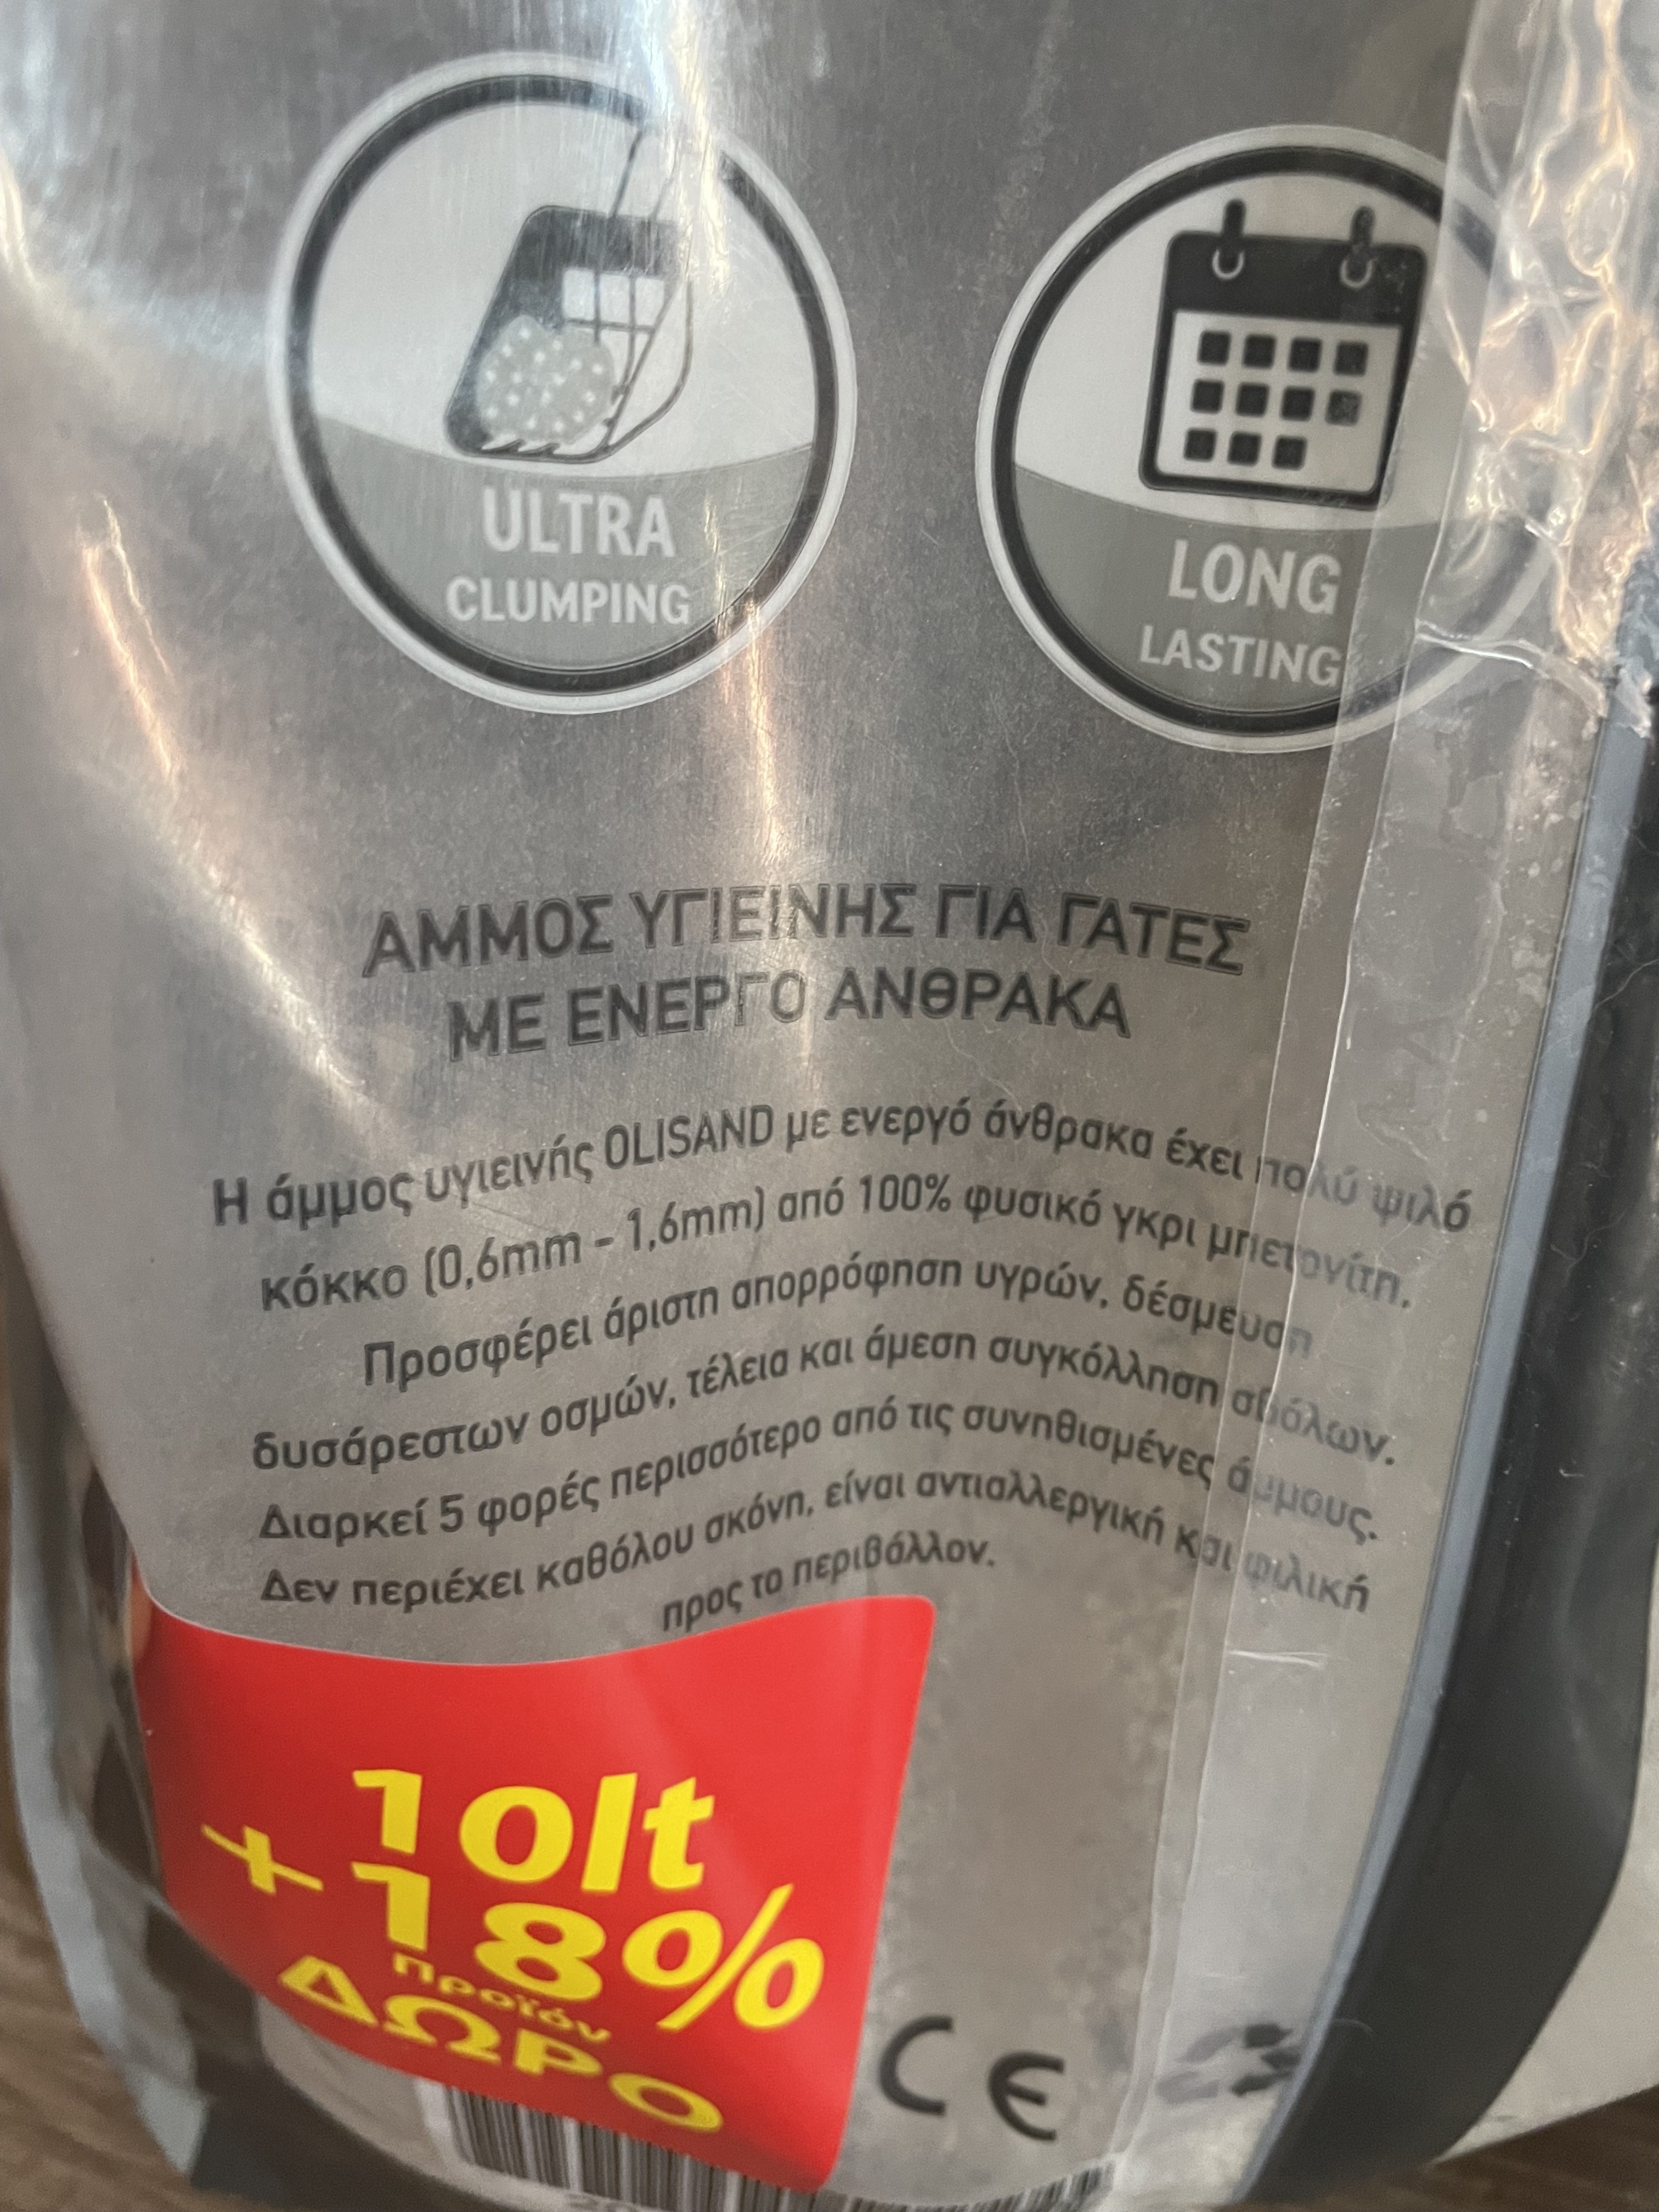 ULTRA
CLUMPING
LONG
LASTING
ΑΜΜΟΣ ΥΓΙΕΙΝΗΣ ΓΙΑ ΓΑΤΕΣ
ΜΕ ΕΝΕΡΓΟ ΑΝΘΡΑΚΑ
Η άμμος υγιεινής OLISAND με ενεργό άνθρακα έχει πολύ ψιλό
κόκκο (0,6mm - 1,6mm) από 100% φυσικό γκρι μπετονίτη.
Προσφέρει άριστη απορρόφηση υγρών, δέσμευση
δυσάρεστων οσμών, τέλεια και άμεση συγκόλληση σβόλων.
Διαρκεί 5 φορές περισσότερο από τις συνηθισμένες άμμους.
Δεν περιέχει καθόλου σκόνη, είναι αντιαλλεργική και φιλική
προς το περιβάλλον.
10lt
+18%
Προϊόν
ΔΩΡΟ
CE